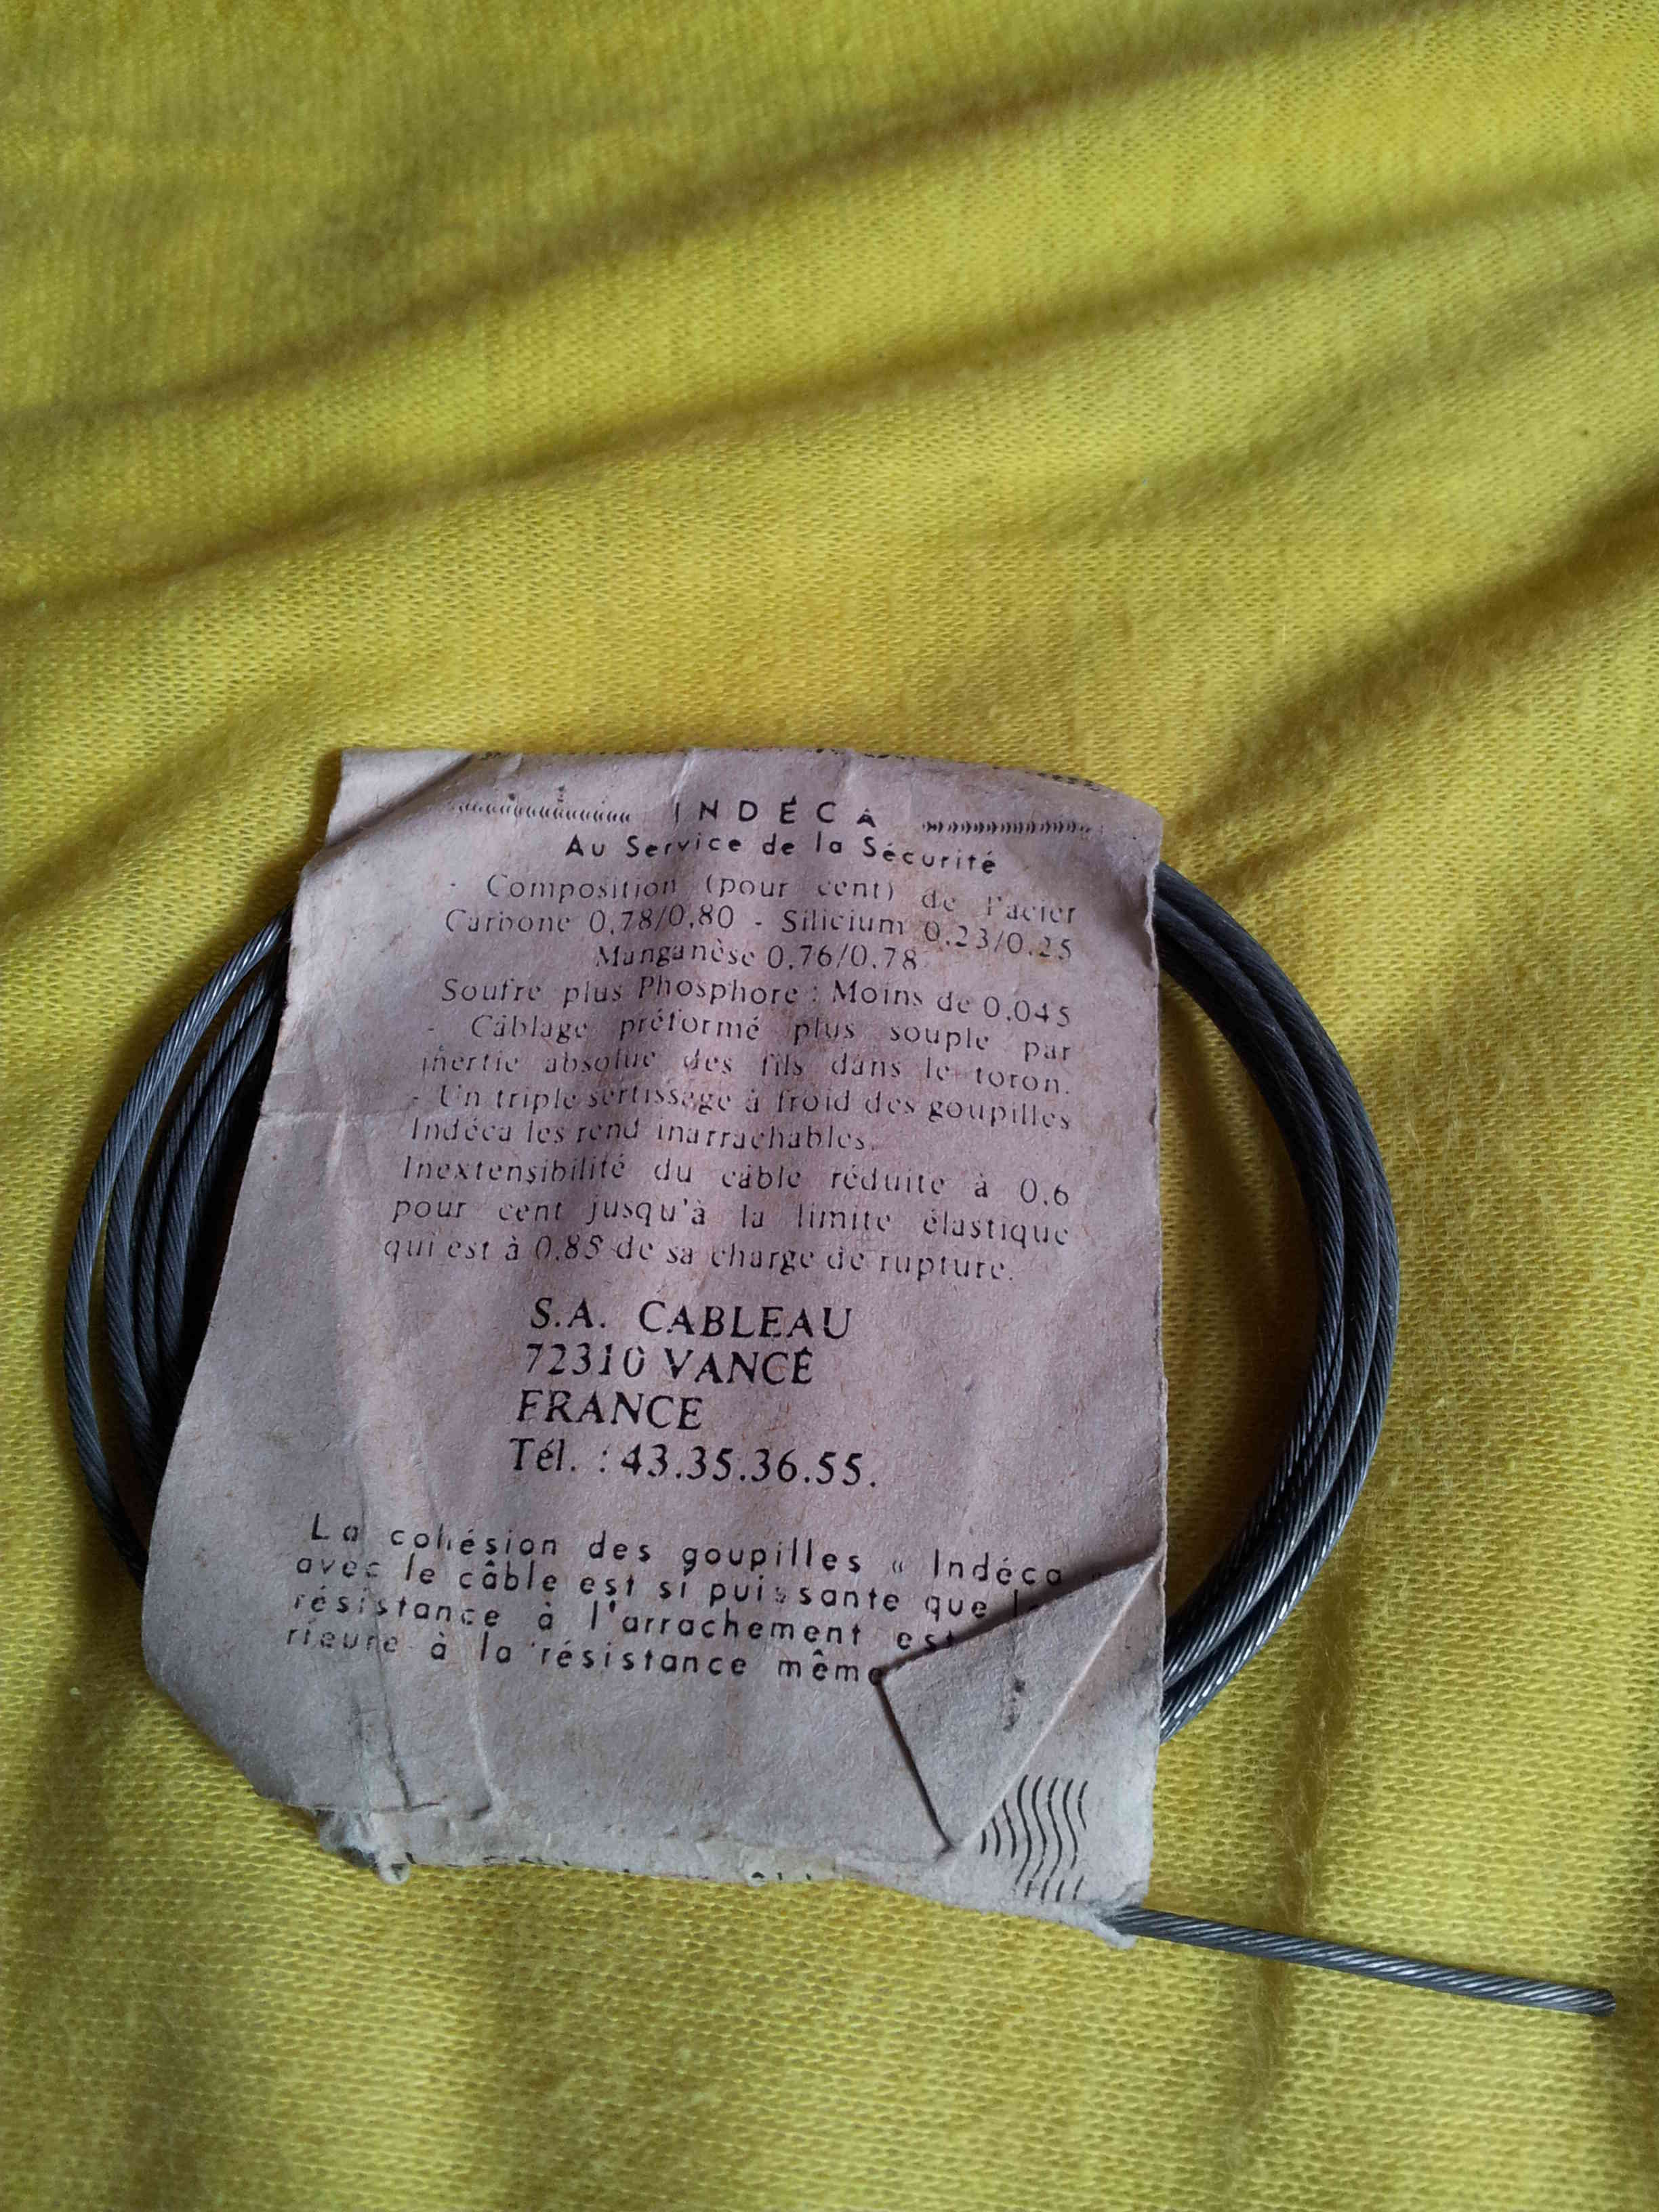 INDÉCA
Au Service de la Sécurité
- Composition (pour cent) de l'acier
Carbone 0,78/0,80 - Silicium 0,23/0,25
Manganèse 0,76/0,78
Soufre plus Phosphore : Moins de 0,045
- Câblage préformé plus souple par
inertie absolue des fils dans le toron.
- Un triple sertissage à froid des goupilles
Indéca les rend inarrachables.
Inextensibilité du câble réduite à 0,6
pour cent jusqu'à la limite élastique
qui est à 0,85 de sa charge de rupture.
S.A. CABLEAU
72310 VANCÉ
FRANCE
Tél. : 43.35.36.55.
La cohésion des goupilles « Indéca »
avec le câble est si puissante que
résistance à l'arrachement est
rieure à la résistance même